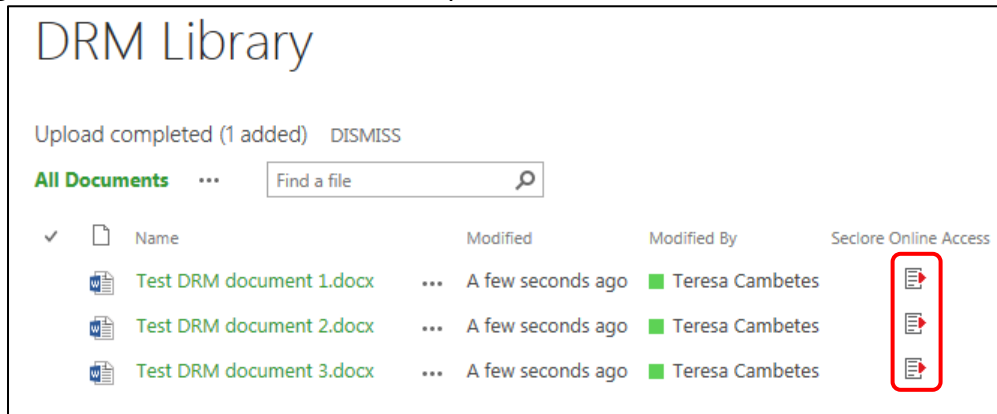 DRM Library
Upload completed (1 added) DISMISS
All Documents ••• Find a file
Name Modified Modified By Seclore Online Access
Test DRM document 1.docx ••• A few seconds ago Teresa Cambetes
Test DRM document 2.docx ••• A few seconds ago Teresa Cambetes
Test DRM document 3.docx ••• A few seconds ago Teresa Cambetes